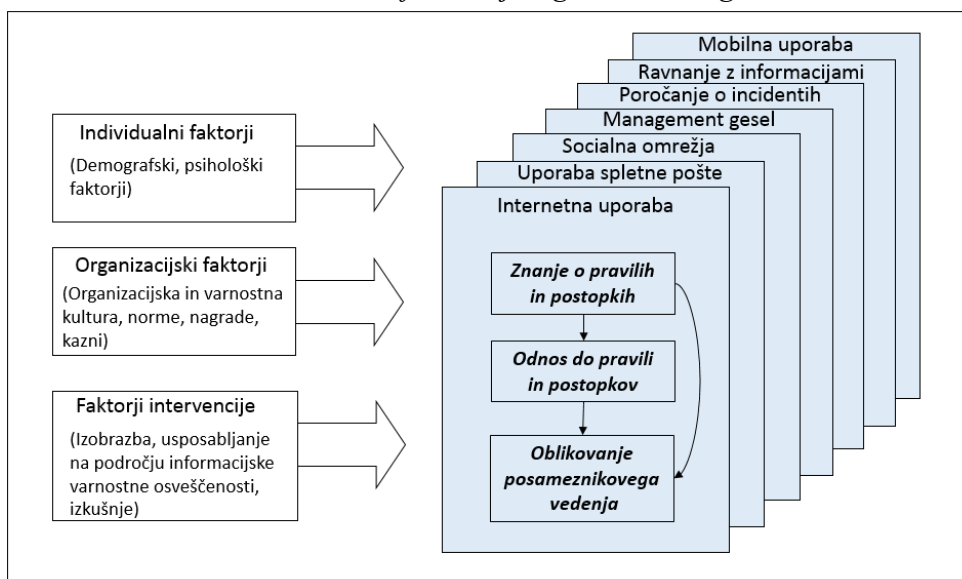 Individualni faktorji
(Demografski, psihološki
faktorji)
Organizacijski faktorji
(Organizacijska in varnostna
kultura, norme, nagrade,
kazni)
Faktorji intervencije
(Izobrazba, usposabljanje
na področju informacijske
varnostne osveščenosti,
izkušnje)
Mobilna uporaba
Ravnanje z informacijami
Poročanje o incidentih
Management gesel
Socialna omrežja
Uporaba spletne pošte
Internetna uporaba
Znanje o pravilih
in postopkih
Odnos do pravili
in postopkov
Oblikovanje
posameznikovega
vedenja